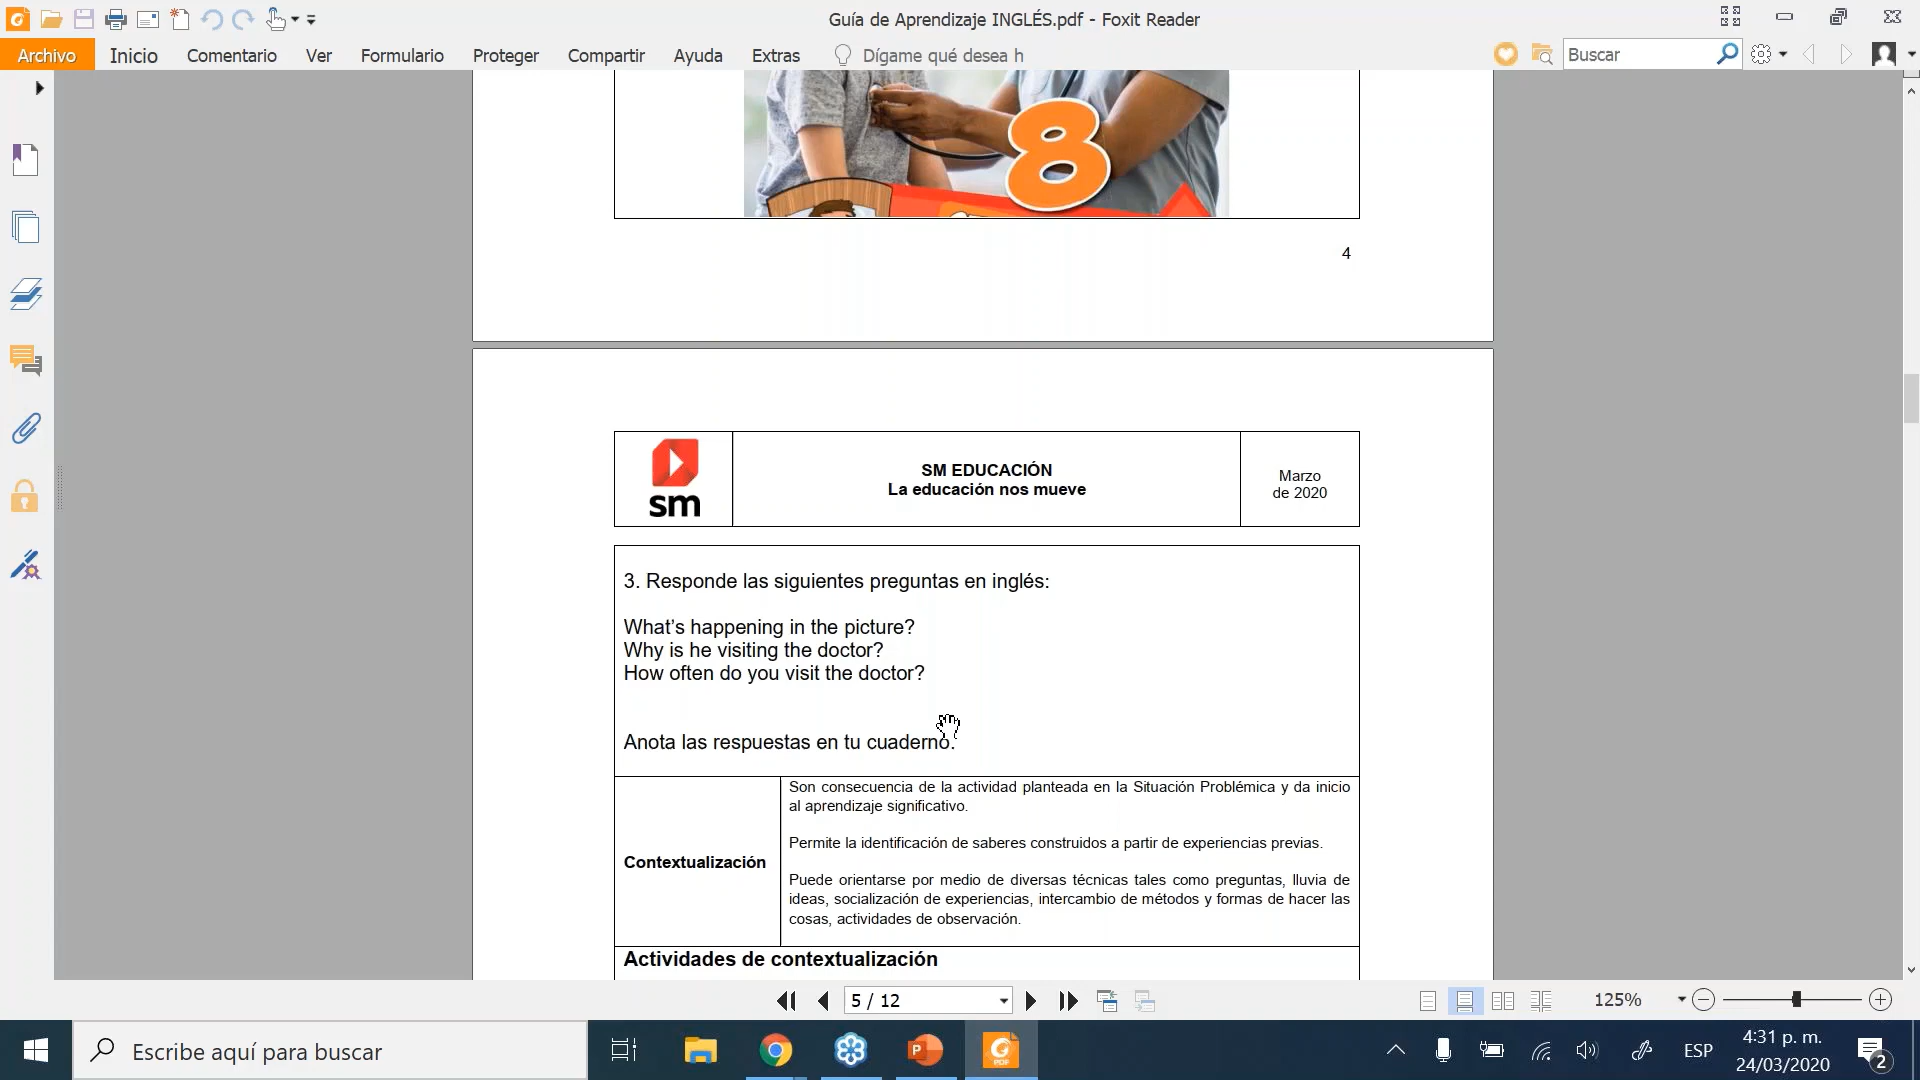 Guía de Aprendizaje INGLÉS.pdf - Foxit Reader
Archivo Inicio Comentario Ver Formulario Proteger Compartir Ayuda Extras Dígame qué desea h Buscar
8
4
sm
SM EDUCACIÓN
La educación nos mueve
Marzo
de 2020
3. Responde las siguientes preguntas en inglés:
What's happening in the picture?
Why is he visiting the doctor?
How often do you visit the doctor?
Anota las respuestas en tu cuaderno.
Contextualización
Son consecuencia de la actividad planteada en la Situación Problémica y da inicio
al aprendizaje significativo.
Permite la identificación de saberes construidos a partir de experiencias previas.
Puede orientarse por medio de diversas técnicas tales como preguntas, lluvia de
ideas, socialización de experiencias, intercambio de métodos y formas de hacer las
cosas, actividades de observación.
Actividades de contextualización
5 / 12
125%
Escribe aquí para buscar
P
PDF
ESP
4:31 p. m.
24/03/2020
2